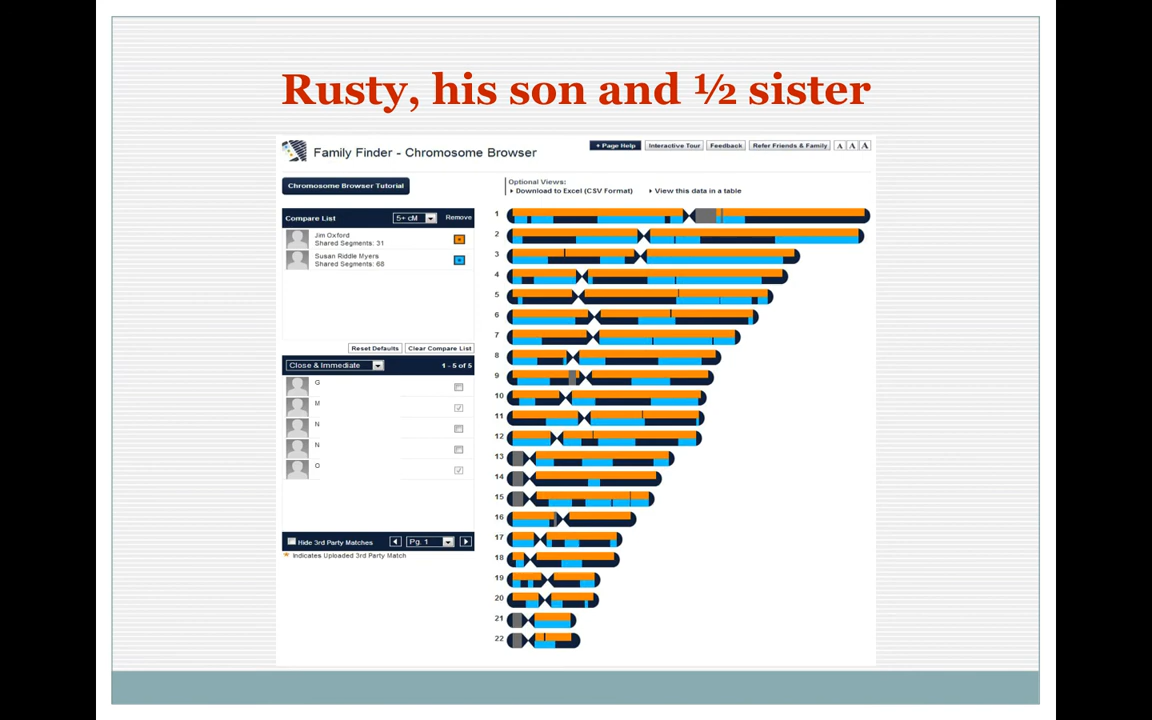 Rusty, his son and ½ sister
Family Finder - Chromosome Browser
+ Page Help
Interactive Tour
Feedback
Refer Friends & Family
A A A
Chromosome Browser Tutorial
Optional Views:
Download to Excel (CSV Format)
View this data in a table
Compare List
5+ cM
Remove
Jim Oxford
Shared Segments: 31
Susan Riddle Myers
Shared Segments: 68
Reset Defaults
Clear Compare List
Close & Immediate
1 - 5 of 5
G
M
N
N
O
Hide 3rd Party Matches
Pg. 1
* Indicates Uploaded 3rd Party Match
1
2
3
4
5
6
7
8
9
10
11
12
13
14
15
16
17
18
19
20
21
22